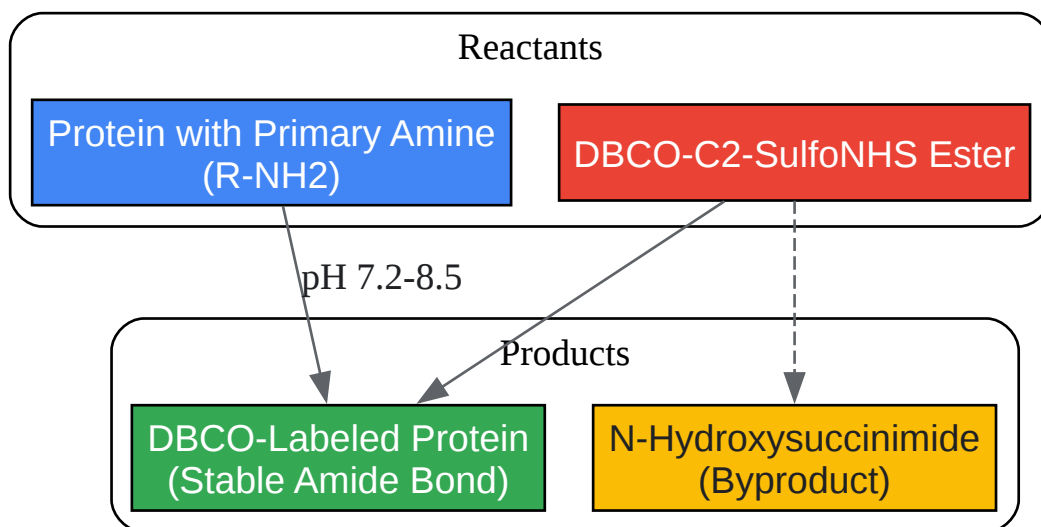 Reactants
Protein with Primary Amine
(R-NH2)
DBCO-C2-SulfoNHS Ester
pH 7.2-8.5
Products
DBCO-Labeled Protein
(Stable Amide Bond)
N-Hydroxysuccinimide
(Byproduct)